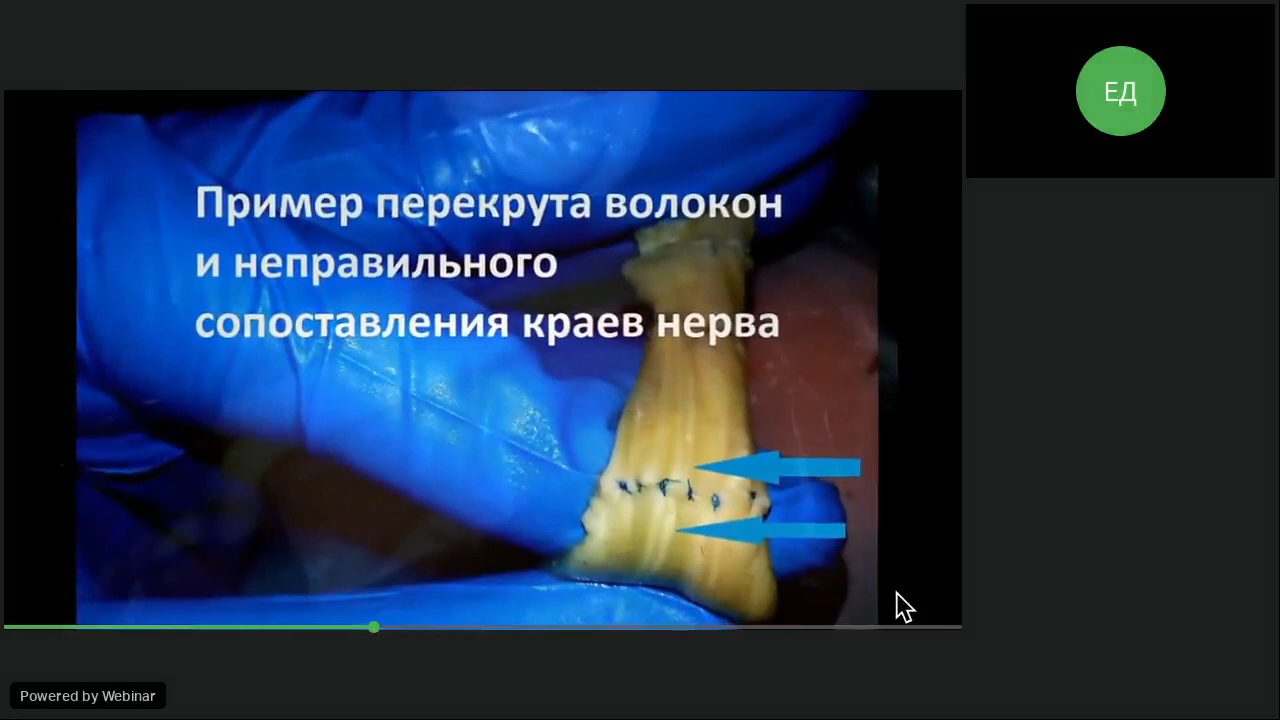 Пример перекрута волокон
и неправильного
сопоставления краев нерва
ЕД
Powered by Webinar